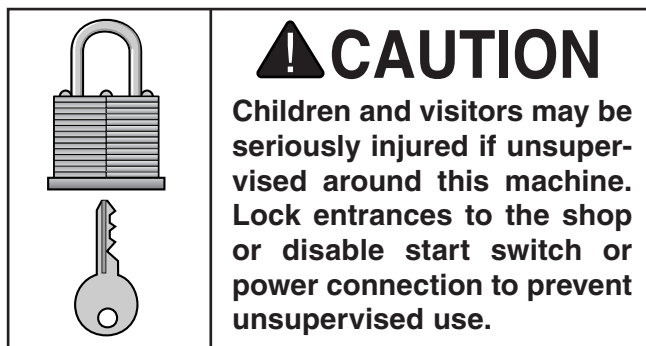 CAUTION
Children and visitors may be
seriously injured if unsuper-
vised around this machine.
Lock entrances to the shop
or disable start switch or
power connection to prevent
unsupervised use.